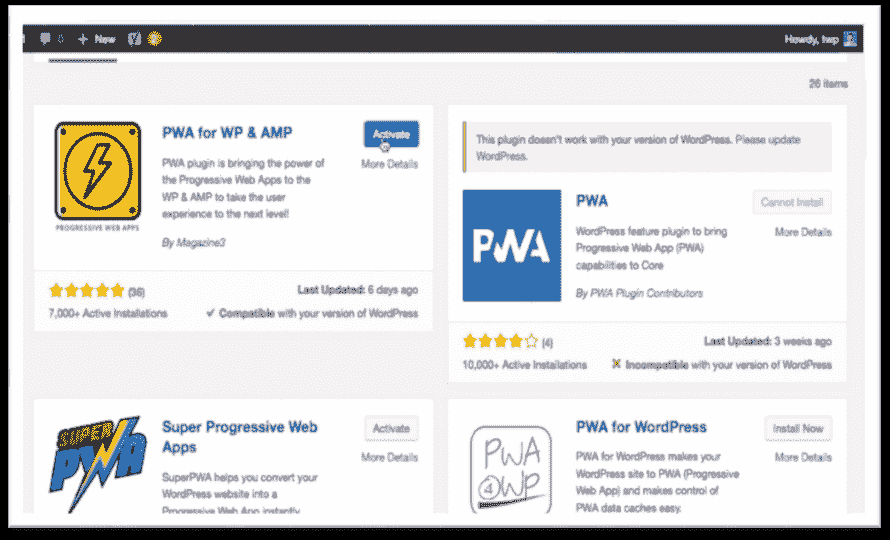 0 New Howdy, twp
26 items
PWA for WP & AMP
Activate
PWA plugin is bringing the power of
the Progressive Web Apps to the
WP & AMP to take the user
experience to the next level!
More Details
By Magazine3
PROGRESSIVE WEB APPS
(36)
Last Updated: 6 days ago
7,000+ Active Installations
Compatible with your version of WordPress
This plugin doesn't work with your version of WordPress. Please update
WordPress.
PWA
PWA
Cannot Install
WordPress feature plugin to bring
Progressive Web App (PWA)
capabilities to Core
More Details
By PWA Plugin Contributors
(4)
Last Updated: 3 weeks ago
10,000+ Active Installations
Incompatible with your version of WordPress
SUPER
PWA
Super Progressive Web
Apps
Activate
More Details
SuperPWA helps you convert your
WordPress website into a
Progressive Web App instantly
PWA
4WP
PWA for WordPress
Install Now
PWA for WordPress makes your
WordPress site to PWA (Progressive
Web App) and makes control of
PWA data caches easy.
More Details